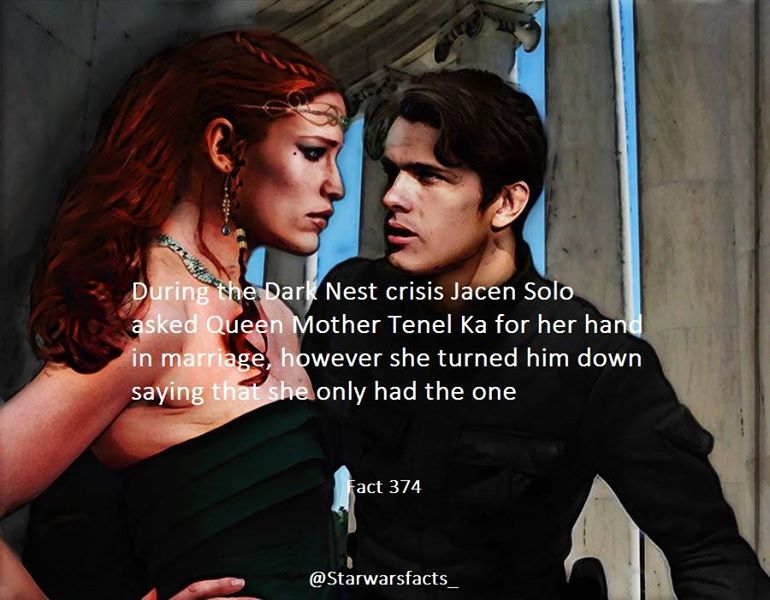 During the Dark Nest crisis Jacen Solo
asked Queen Mother Tenel Ka for her hand
in marriage, however she turned him down
saying that she only had the one
Fact 374
@Starwarsfacts_